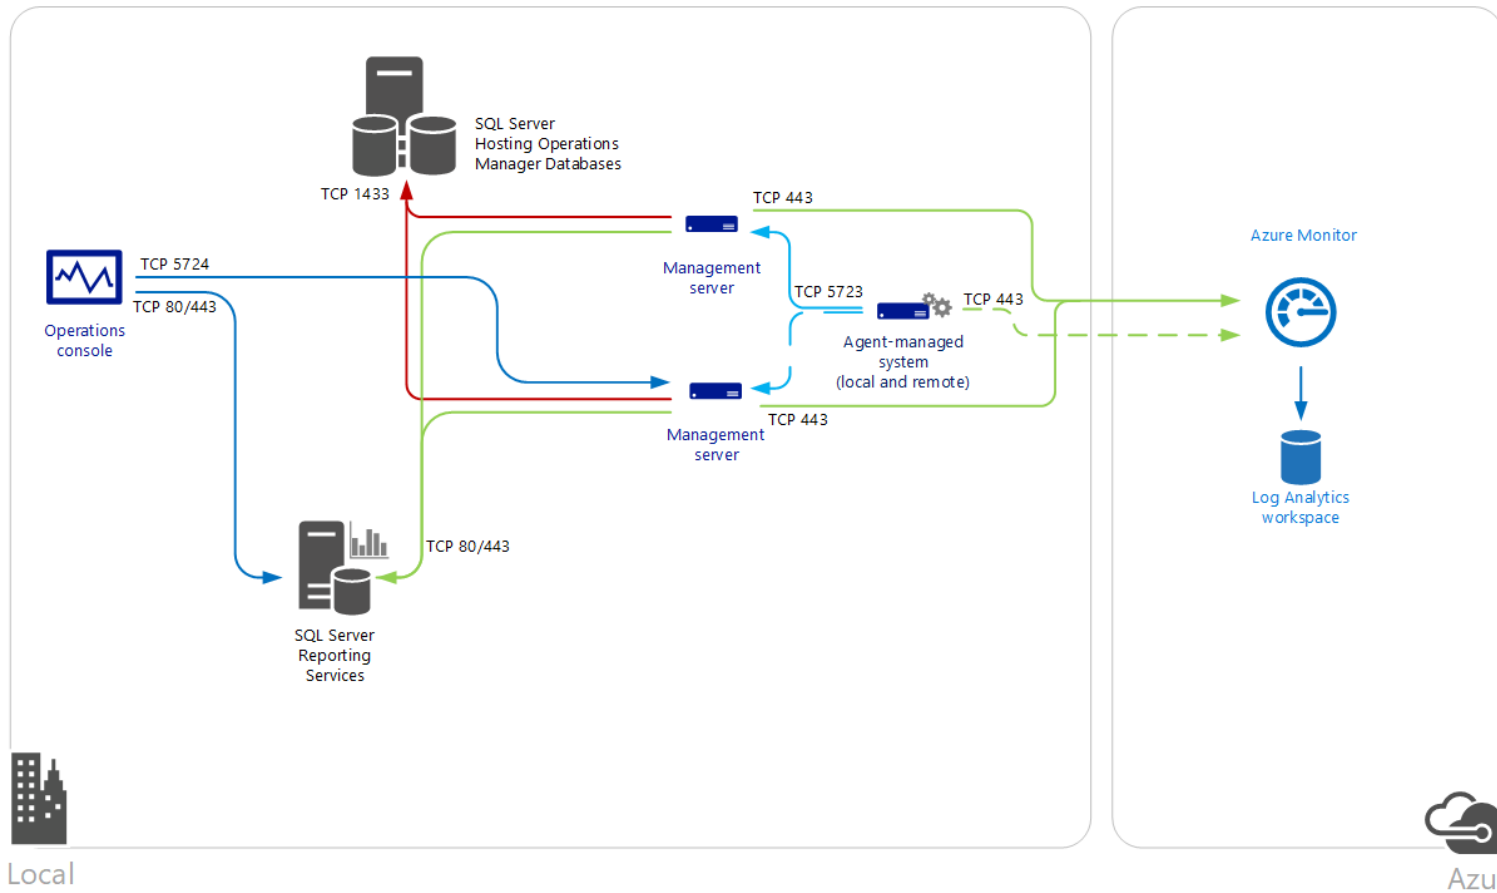 SQL Server
Hosting Operations
Manager Databases
TCP 1433
TCP 443
Azure Monitor
TCP 5724
Management
server
TCP 5723
TCP 443
TCP 80/443
Operations
console
Agent-managed
system
(local and remote)
TCP 443
Management
server
Log Analytics
workspace
TCP 80/443
SQL Server
Reporting
Services
Local
Azu